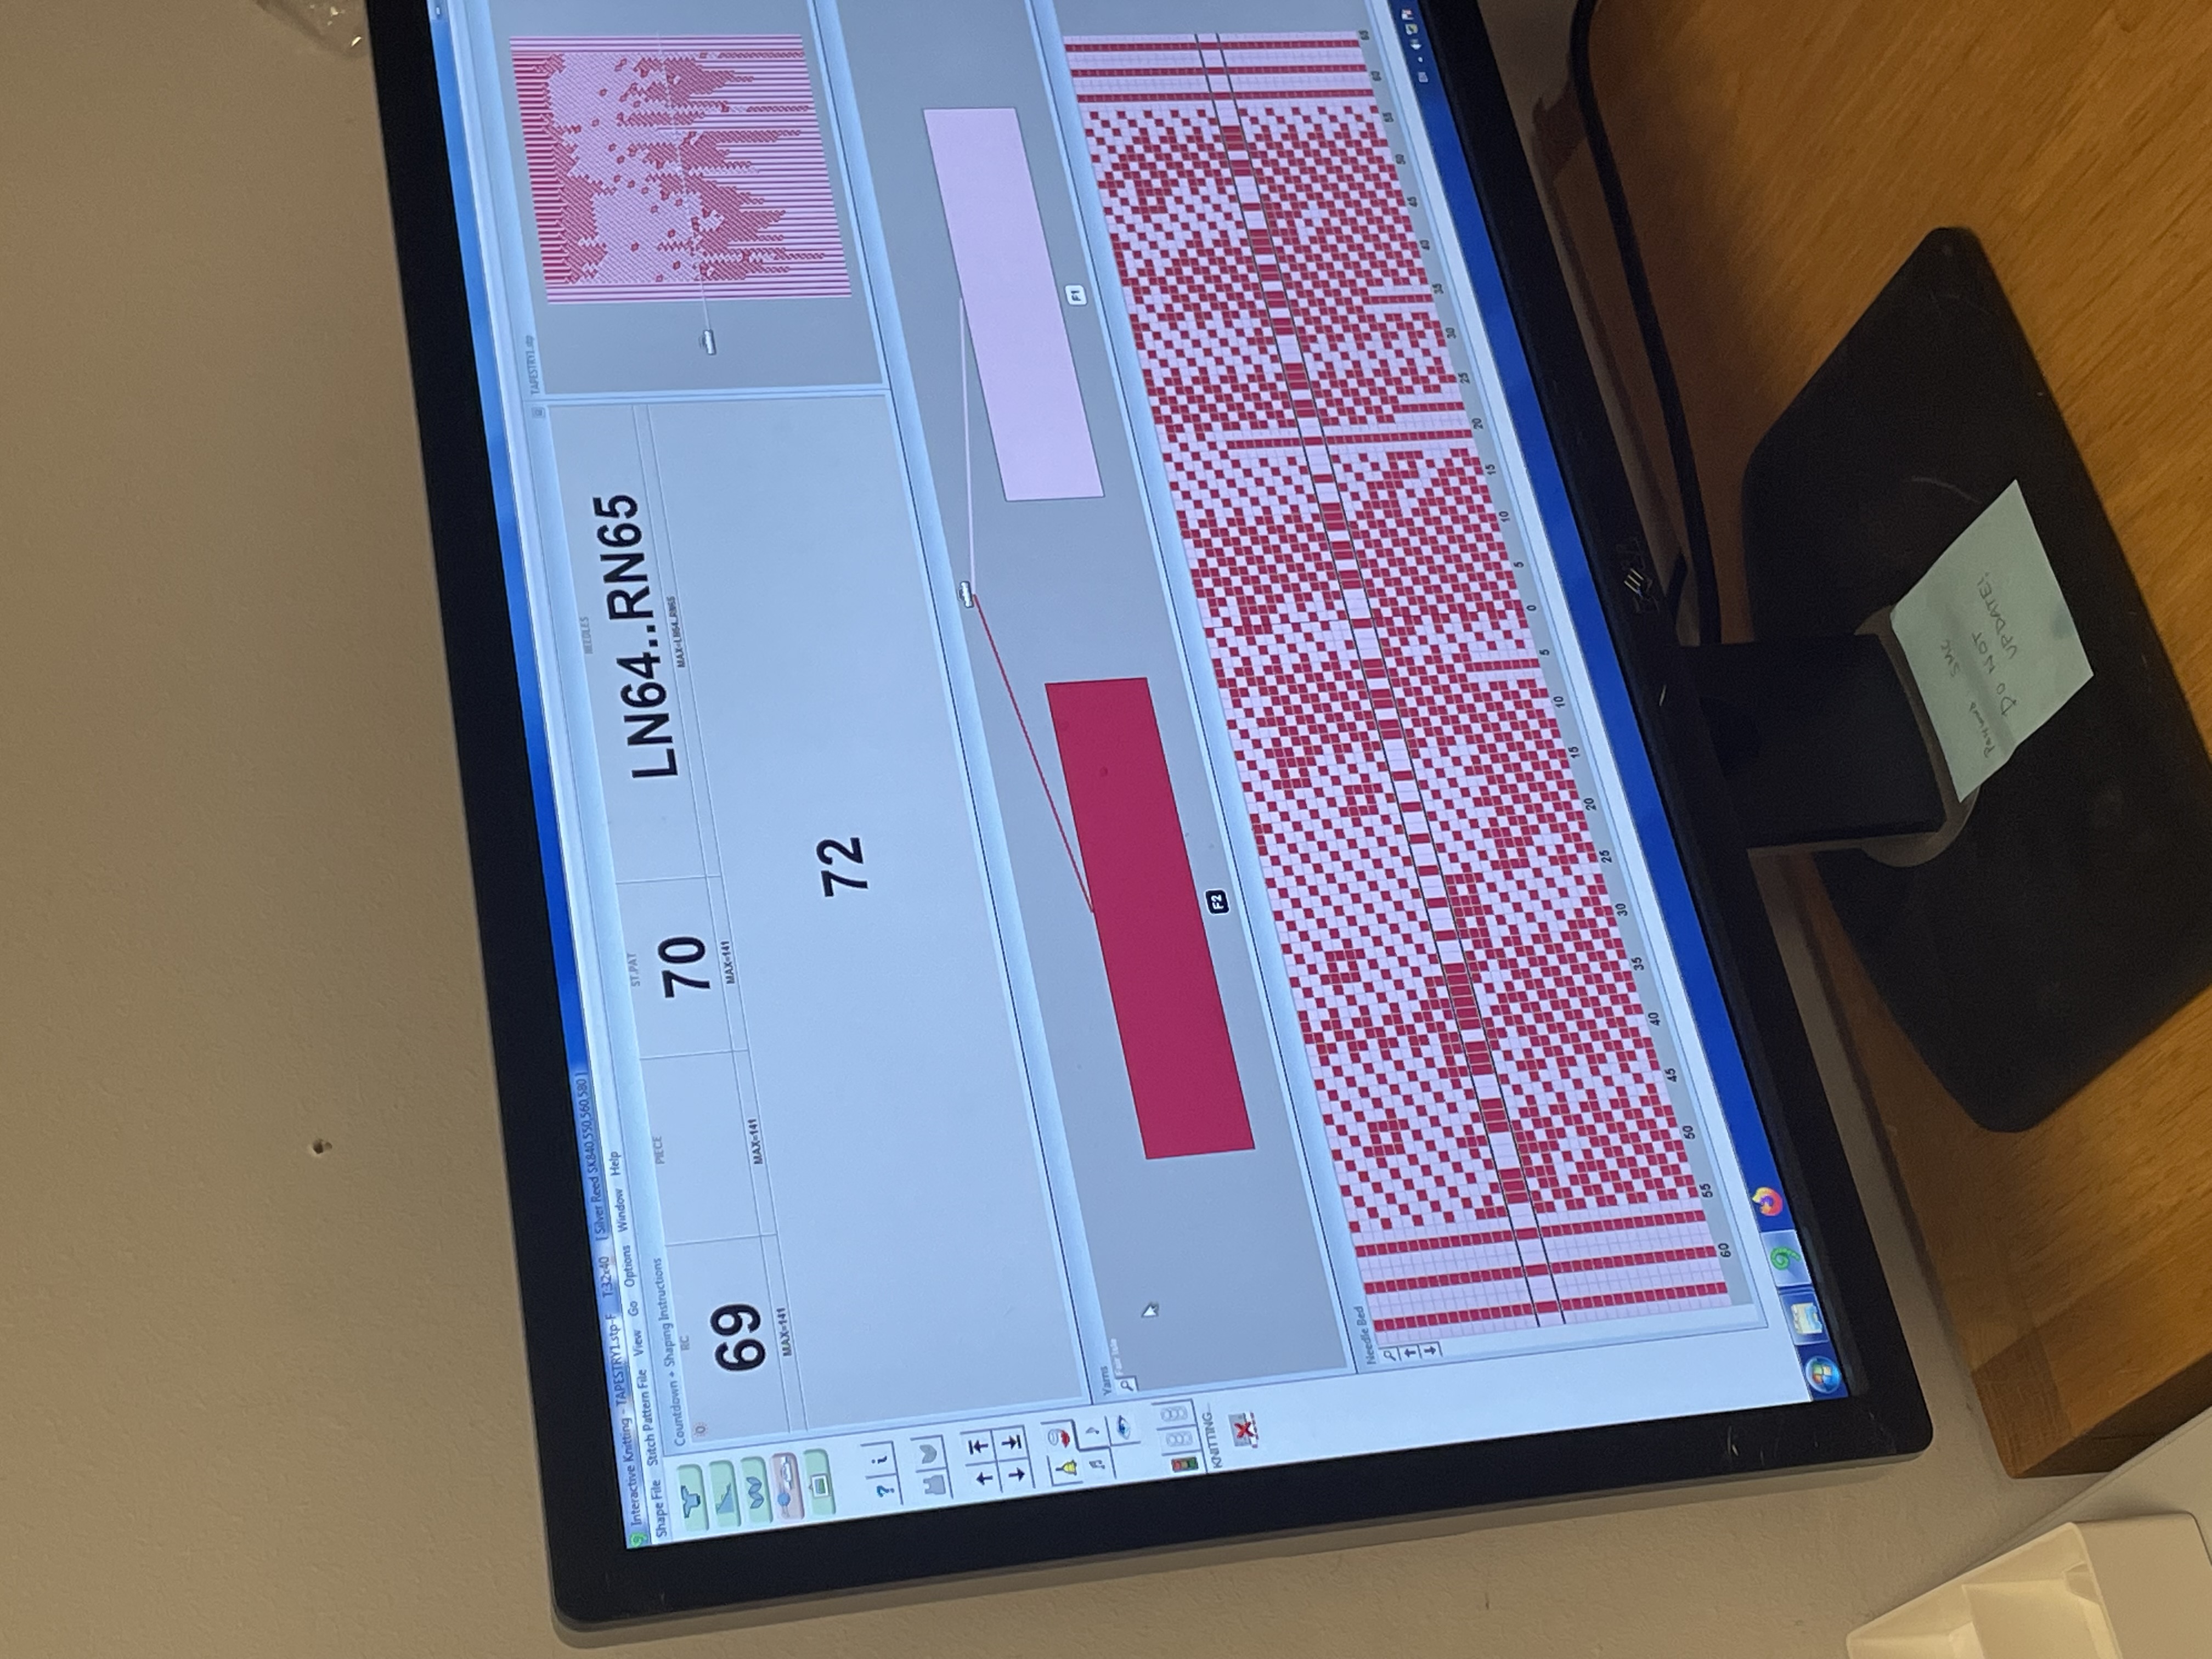 Interactive Knitting - TAPESTRY1.stp-F T:32x40 [ Silver Reed SK840,550,560,580 ]
Shape File Stitch Pattern File View Go Options Window Help
Countdown + Shaping Instructions
RC
PIECE
ST.PAT
NEEDLES
69
70
LN64..RN65
MAX=141
MAX=141
MAX=141
MAX=LN64..RN65
72
TAPESTRY1.stp
? i
Yarns
Fair Isle
F2
F1
KNITTING...
Needle Bed
60 55 50 45 40 35 30 25 20 15 10 5 0 5 10 15 20 25 30 35 40 45 50 55 60 65
EN
DELL
Password SMC
DO NOT
UPDATE!